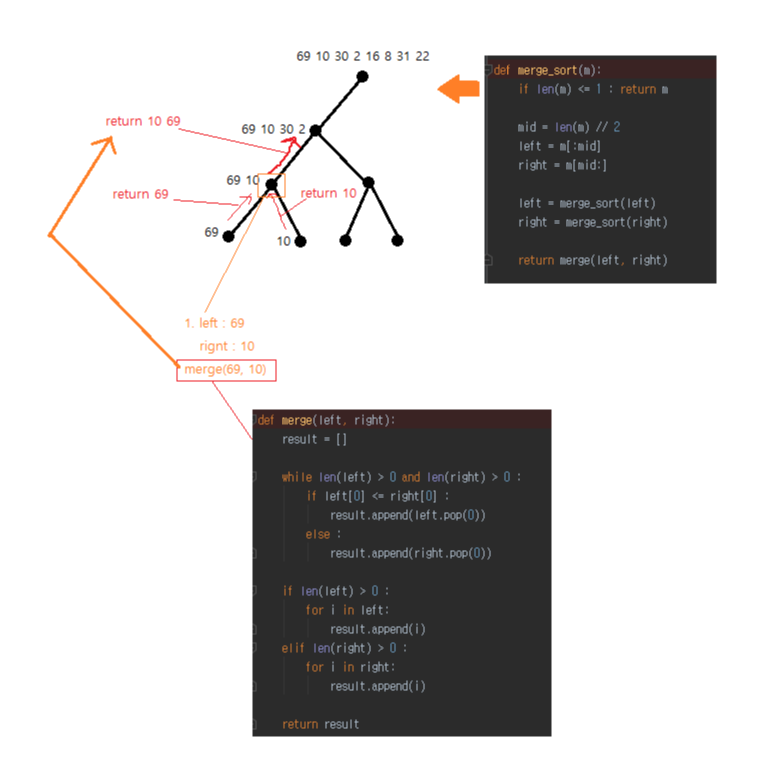 69 10 30 2 16 8 31 22
return 10 69
69 10 30 2
69 10
return 69
return 10
69
10
1. left : 69
rignt : 10
merge(69, 10)
def merge_sort(m):
if len(m) <= 1 : return m
mid = len(m) // 2
left = m[:mid]
right = m[mid:]
left = merge_sort(left)
right = merge_sort(right)
return merge(left, right)
def merge(left, right):
result = []
while len(left) > 0 and len(right) > 0 :
if left[0] <= right[0] :
result.append(left.pop(0))
else :
result.append(right.pop(0))
if len(left) > 0 :
for i in left:
result.append(i)
elif len(right) > 0 :
for i in right:
result.append(i)
return result